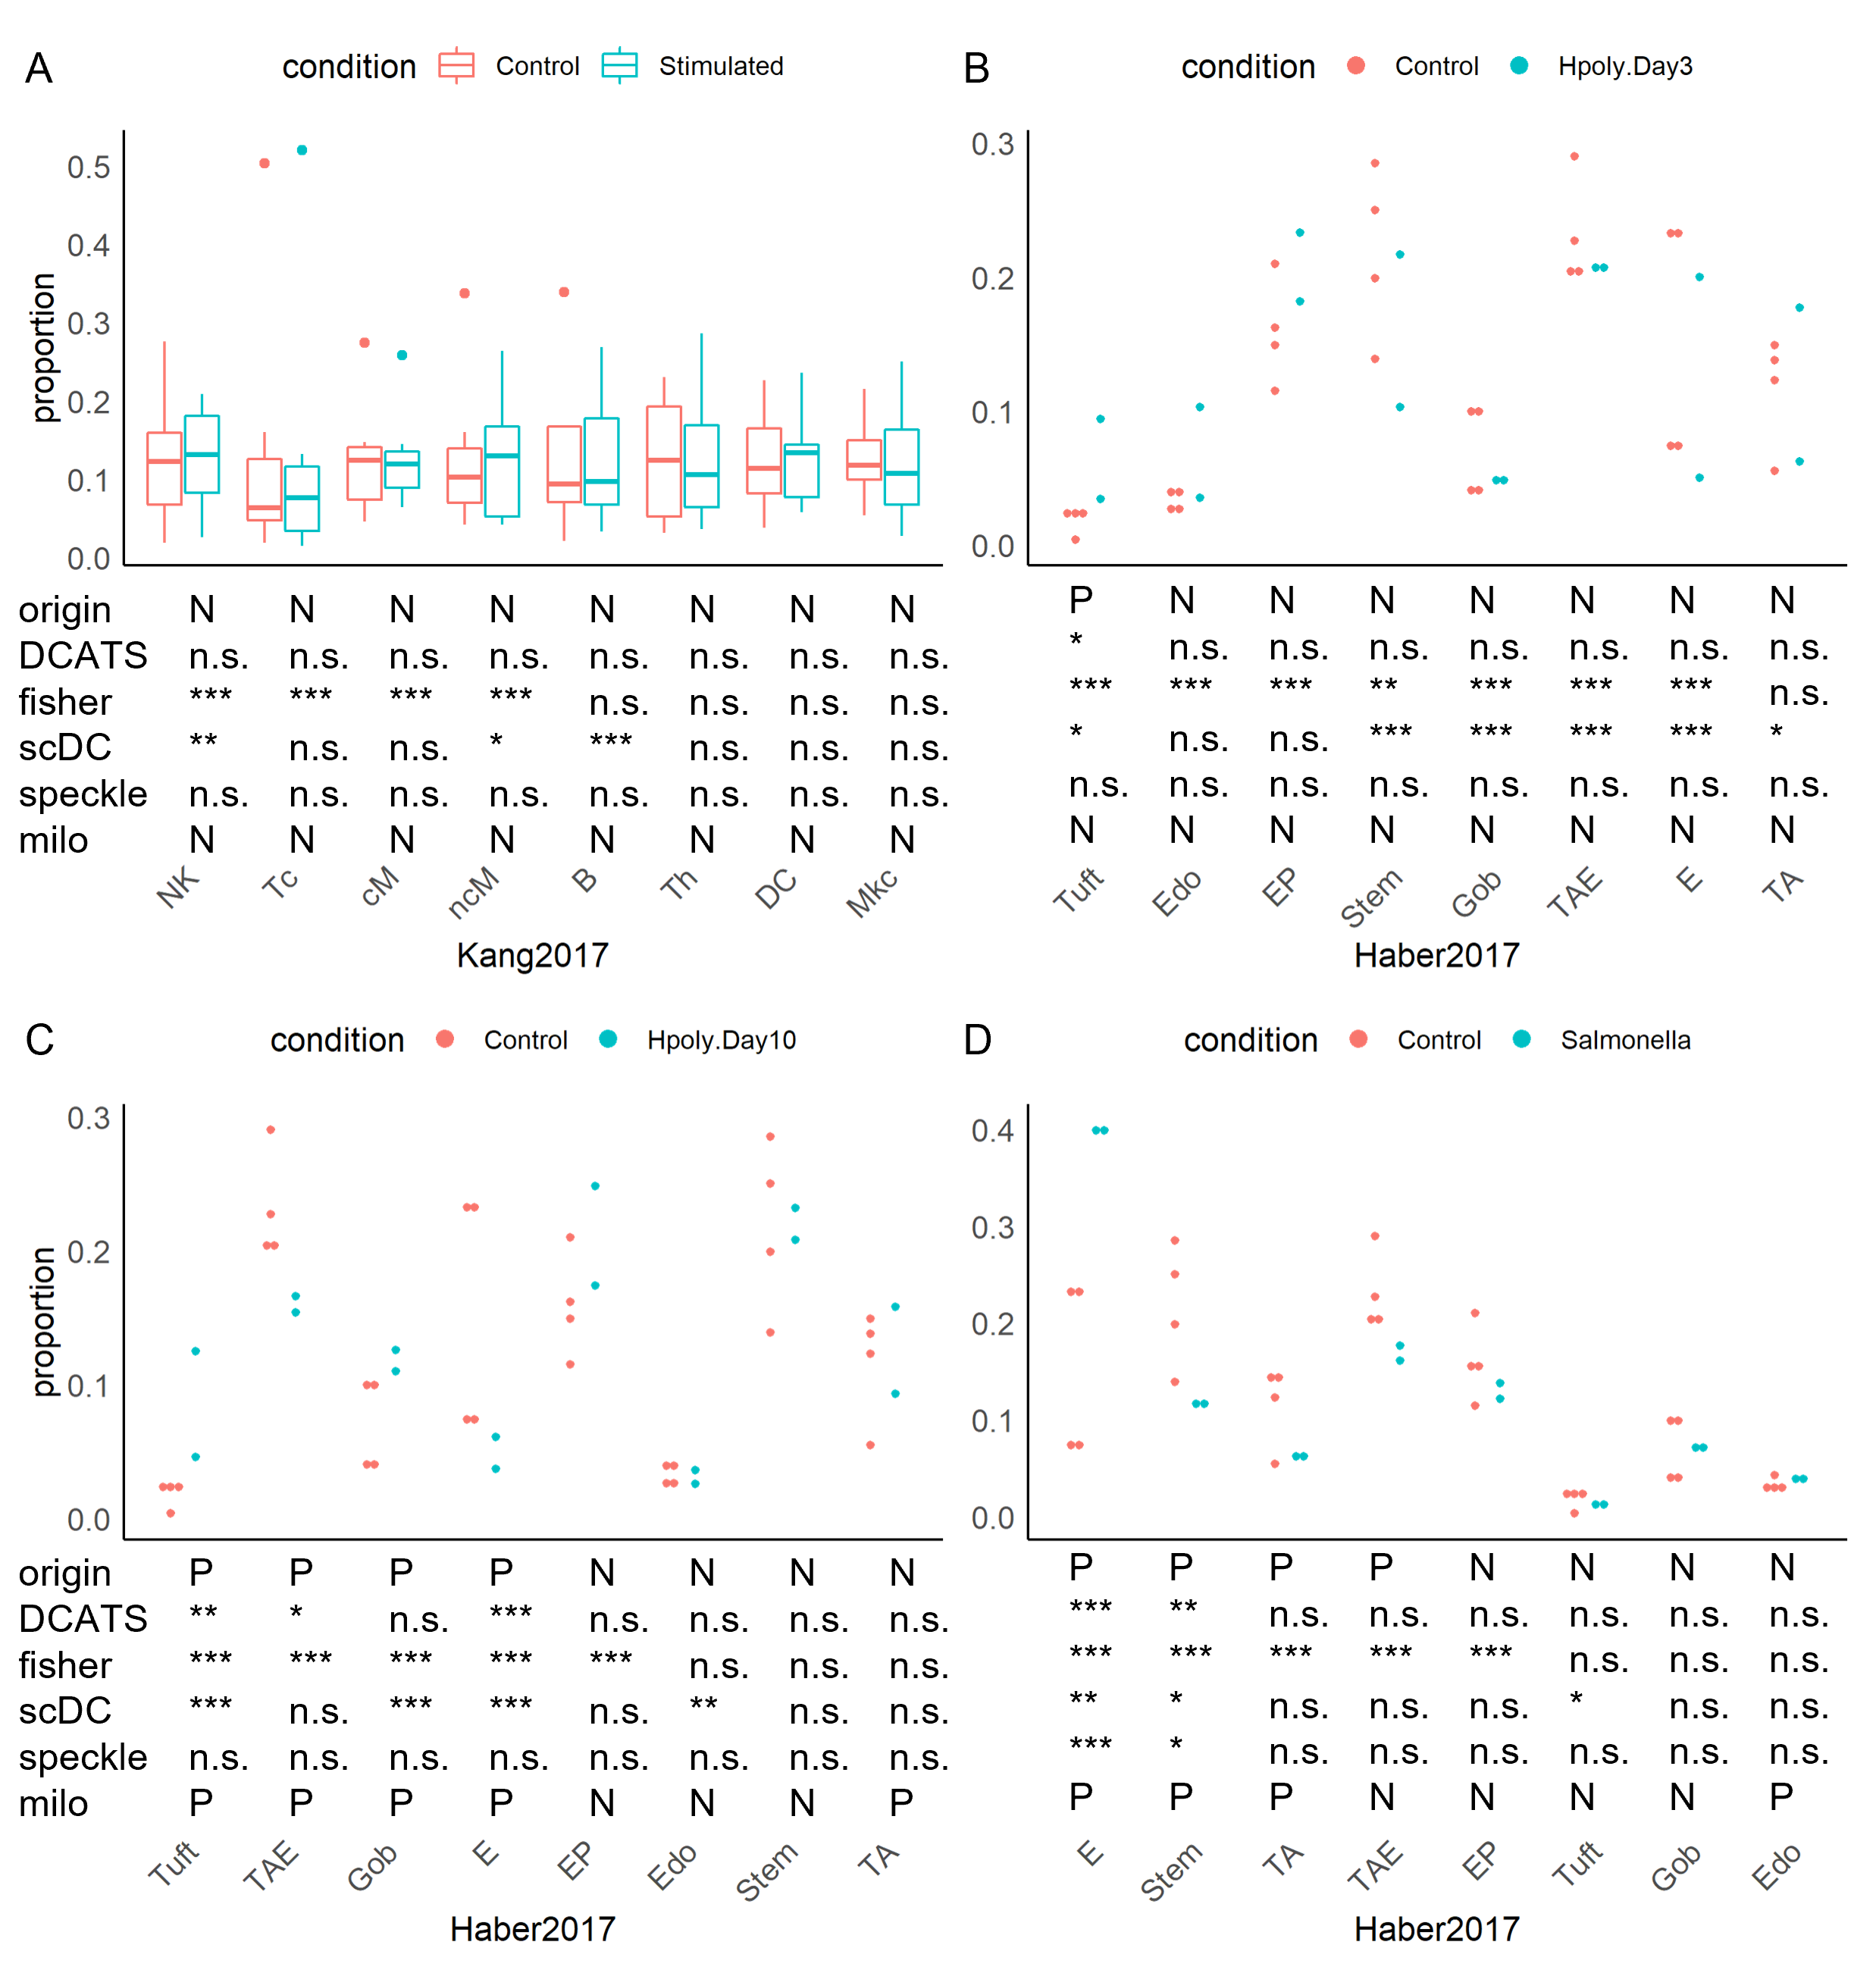 A condition Control Stimulated
proportion
0.5
0.4
0.3
0.2
0.1
0.0
origin N N N N N N N N
DCATS n.s. n.s. n.s. n.s. n.s. n.s. n.s. n.s.
fisher *** *** *** *** n.s. n.s. n.s. n.s.
scDC ** n.s. n.s. * *** n.s. n.s. n.s.
speckle n.s. n.s. n.s. n.s. n.s. n.s. n.s. n.s.
milo N N N N N N N N
NK Tc cM ncM B Th DC Mkc
Kang2017
B condition Control Hpoly.Day3
0.3
0.2
0.1
0.0
P N N N N N N N
* n.s. n.s. n.s. n.s. n.s. n.s. n.s.
*** *** *** ** *** *** *** n.s.
* n.s. n.s. *** *** *** *** *
n.s. n.s. n.s. n.s. n.s. n.s. n.s. n.s.
N N N N N N N N
Tuft Edo EP Stem Gob TAE E TA
Haber2017
C condition Control Hpoly.Day10
proportion
0.3
0.2
0.1
0.0
origin P P P P N N N N
DCATS ** * n.s. *** n.s. n.s. n.s. n.s.
fisher *** *** *** *** *** n.s. n.s. n.s.
scDC *** n.s. *** *** n.s. ** n.s. n.s.
speckle n.s. n.s. n.s. n.s. n.s. n.s. n.s. n.s.
milo P P P P N N N P
Tuft TAE Gob E EP Edo Stem TA
Haber2017
D condition Control Salmonella
0.4
0.3
0.2
0.1
0.0
P P P P N N N N
*** ** n.s. n.s. n.s. n.s. n.s. n.s.
*** *** *** *** *** n.s. n.s. n.s.
** * n.s. n.s. n.s. * n.s. n.s.
*** * n.s. n.s. n.s. n.s. n.s. n.s.
P P P N N N N P
E Stem TA TAE EP Tuft Gob Edo
Haber2017